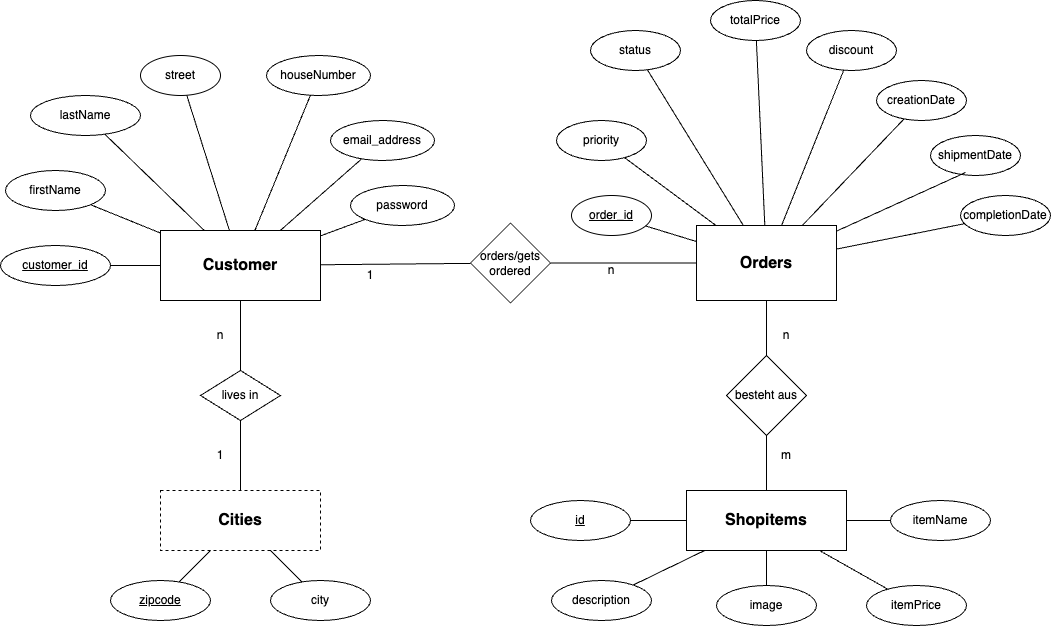 totalPrice
status
discount
street
houseNumber
creationDate
lastName
email_address
priority
shipmentDate
firstName
password
order_id
completionDate
customer_id
Customer
orders/gets
ordered
Orders
1
n
n
n
lives in
besteht aus
1
m
Cities
Shopitems
id
itemName
zipcode
city
description
image
itemPrice